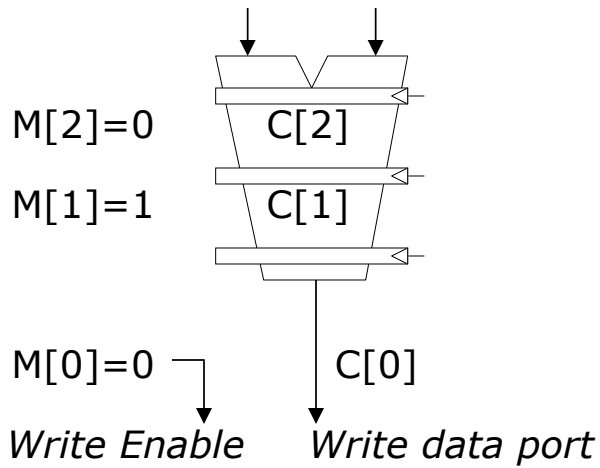 M[2]=0 C[2]
M[1]=1 C[1]
M[0]=0 C[0]
Write Enable Write data port